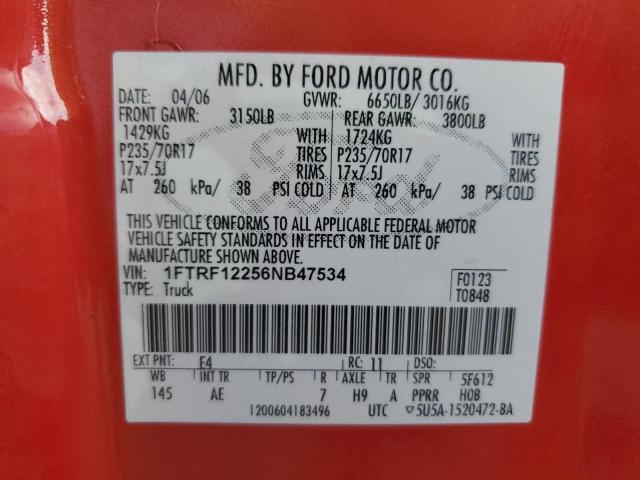 MFD. BY FORD MOTOR CO.
DATE: 04/06 GVWR: 6650LB/ 3016KG
FRONT GAWR: 3150LB REAR GAWR: 3800LB
1429KG WITH 1724KG WITH
P235/70R17 TIRES P235/70R17 TIRES
17x7.5J RIMS 17x7.5J RIMS
AT 260 kPa/ 38 PSI COLD AT 260 kPa/ 38 PSI COLD
Ford
THIS VEHICLE CONFORMS TO ALL APPLICABLE FEDERAL MOTOR
VEHICLE SAFETY STANDARDS IN EFFECT ON THE DATE OF
MANUFACTURE SHOWN ABOVE.
VIN: 1FTRF12256NB47534 F0123
TYPE: Truck T0848
EXT PNT: E4 RC: 11 DSO:
WB INT TR TP/PS R AXLE TR SPR 5F612
145 AE 7 H9 A PPRR HOB
1200604183496 UTC ▽5U5A-1520472-BA